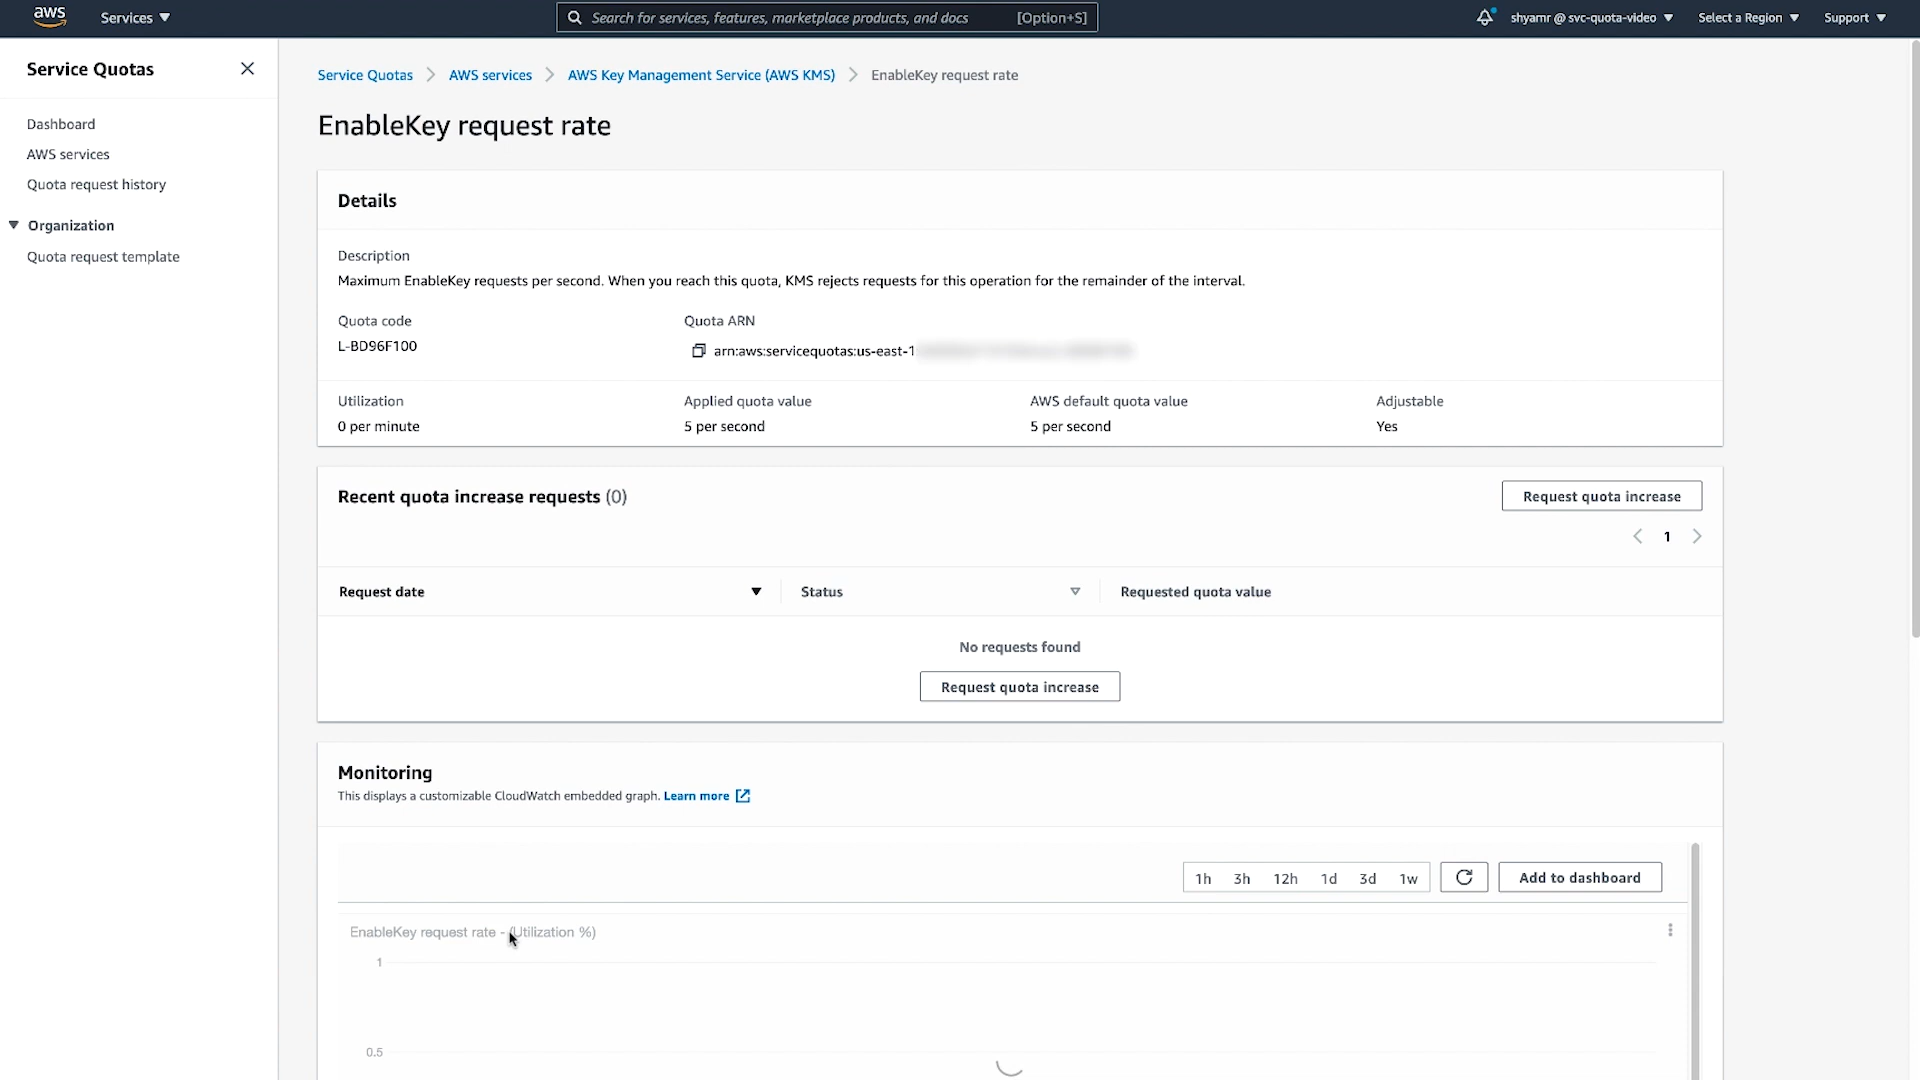 aws Services Search for services, features, marketplace products, and docs [Option+S] shyamr @ svc-quota-video Select a Region Support
Service Quotas
Dashboard
AWS services
Quota request history
Organization
Quota request template
Service Quotas AWS services AWS Key Management Service (AWS KMS) EnableKey request rate
EnableKey request rate
Details
Description
Maximum EnableKey requests per second. When you reach this quota, KMS rejects requests for this operation for the remainder of the interval.
Quota code Quota ARN
L-BD96F100 arn:aws:servicequotas:us-east-1
Utilization Applied quota value AWS default quota value Adjustable
0 per minute 5 per second 5 per second Yes
Recent quota increase requests (0) Request quota increase
1
Request date Status Requested quota value
No requests found
Request quota increase
Monitoring
This displays a customizable CloudWatch embedded graph. Learn more
1h 3h 12h 1d 3d 1w Add to dashboard
EnableKey request rate - (Utilization %)
1
0.5